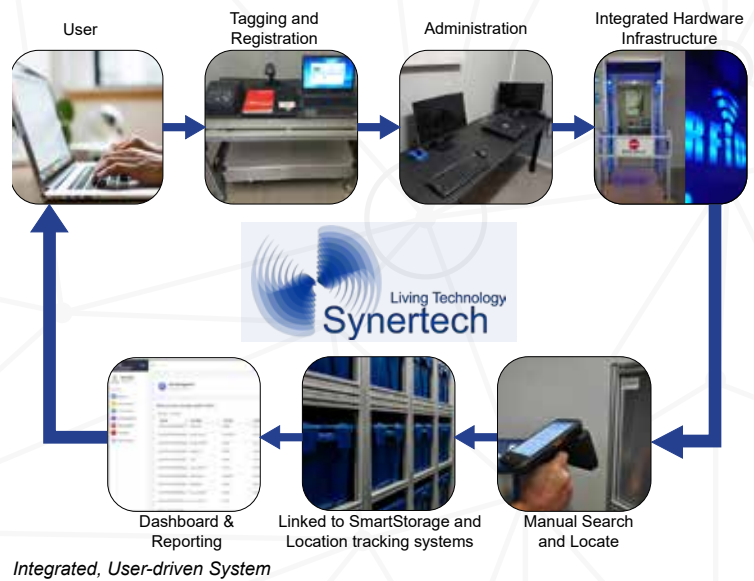 User
Tagging and
Registration
Administration
Integrated Hardware
Infrastructure
Living Technology
Synertech
Dashboard &
Reporting
Linked to SmartStorage and
Location tracking systems
Manual Search
and Locate
Integrated, User-driven System